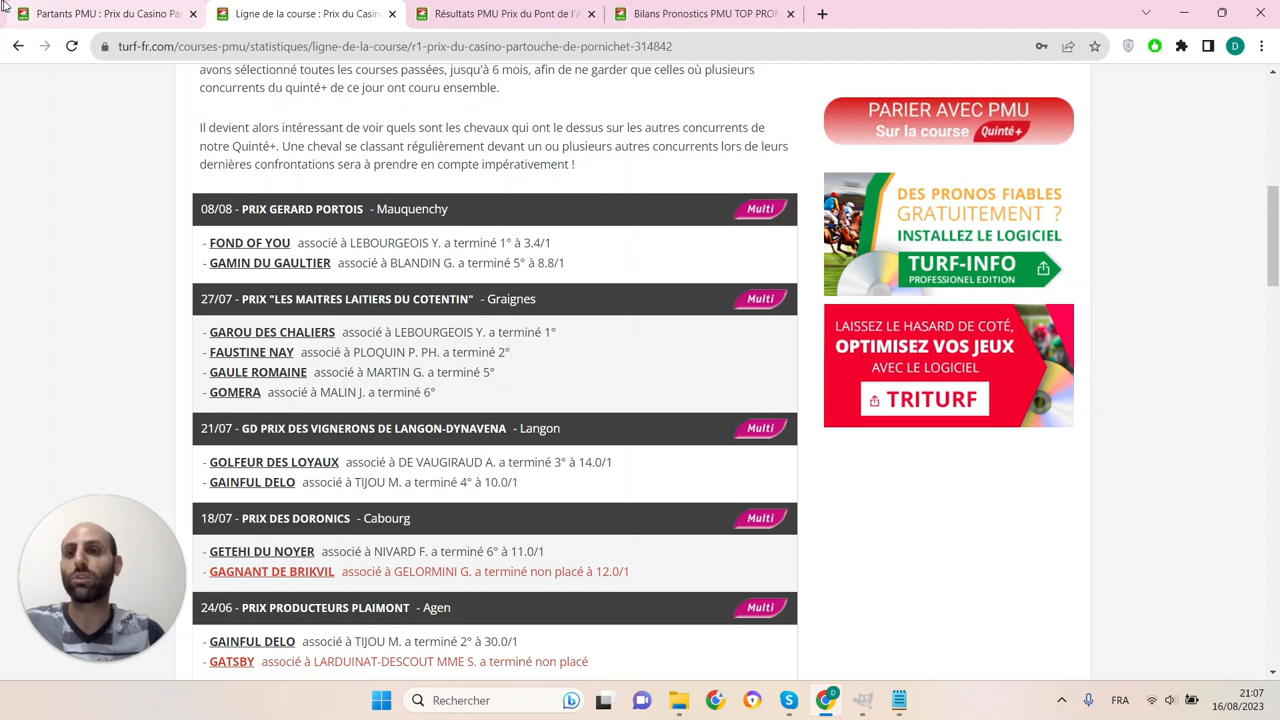 Partants PMU : Prix du Casino Pa
Ligne de la Course : Prix du Casin
Résultats PMU Prix du Prix de l'A
Bilans Pronostics PMU TOP PRON
turf-fr.com/courses-pmu/statistiques/ligne-de-la-course/r1-prix-du-casino-partouche-de-pornichet-314842
D
avons sélectionné toutes les courses passées, jusqu'à 6 mois, afin de ne garder que celles où plusieurs
concurrents du quinté+ de ce jour ont couru ensemble.
Il devient alors intéressant de voir quels sont les chevaux qui ont le dessus sur les autres concurrents de
notre Quinté+. Une cheval se classant régulièrement devant un ou plusieurs autres concurrents lors de leurs
dernières confrontations sera à prendre en compte impérativement !
08/08 - PRIX GERARD PORTOIS - Mauquenchy
Multi
- FOND OF YOU associé à LEBOURGEOIS Y. a terminé 1° à 3.4/1
- GAMIN DU GAULTIER associé à BLANDIN G. a terminé 5° à 8.8/1
27/07 - PRIX "LES MAITRES LAITIERS DU COTENTIN" - Graignes
Multi
- GAROU DES CHALIERS associé à LEBOURGEOIS Y. a terminé 1°
- FAUSTINE NAY associé à PLOQUIN P. PH. a terminé 2°
- GAULE ROMAINE associé à MARTIN G. a terminé 5°
- GOMERA associé à MALIN J. a terminé 6°
21/07 - GD PRIX DES VIGNERONS DE LANGON-DYNAVENA - Langon
Multi
- GOLFEUR DES LOYAUX associé à DE VAUGIRAUD A. a terminé 3° à 14.0/1
- GAINFUL DELO associé à TIJOU M. a terminé 4° à 10.0/1
18/07 - PRIX DES DORONICS - Cabourg
Multi
- GETEHI DU NOYER associé à NIVARD F. a terminé 6° à 11.0/1
- GAGNANT DE BRIKVIL associé à GELORMINI G. a terminé non placé à 12.0/1
24/06 - PRIX PRODUCTEURS PLAIMONT - Agen
Multi
- GAINFUL DELO associé à TIJOU M. a terminé 2° à 30.0/1
- GATSBY associé à LARDUINAT-DESCOUT MME S. a terminé non placé
PARIER AVEC PMU
Sur la course Quinté+
DES PRONOS FIABLES
GRATUITEMENT ?
INSTALLEZ LE LOGICIEL
TURF-INFO
PROFESSIONEL EDITION
LAISSEZ LE HASARD DE COTÉ,
OPTIMISEZ VOS JEUX
AVEC LE LOGICIEL
TRITURF
Rechercher
D
FRA
21:07
16/08/2023